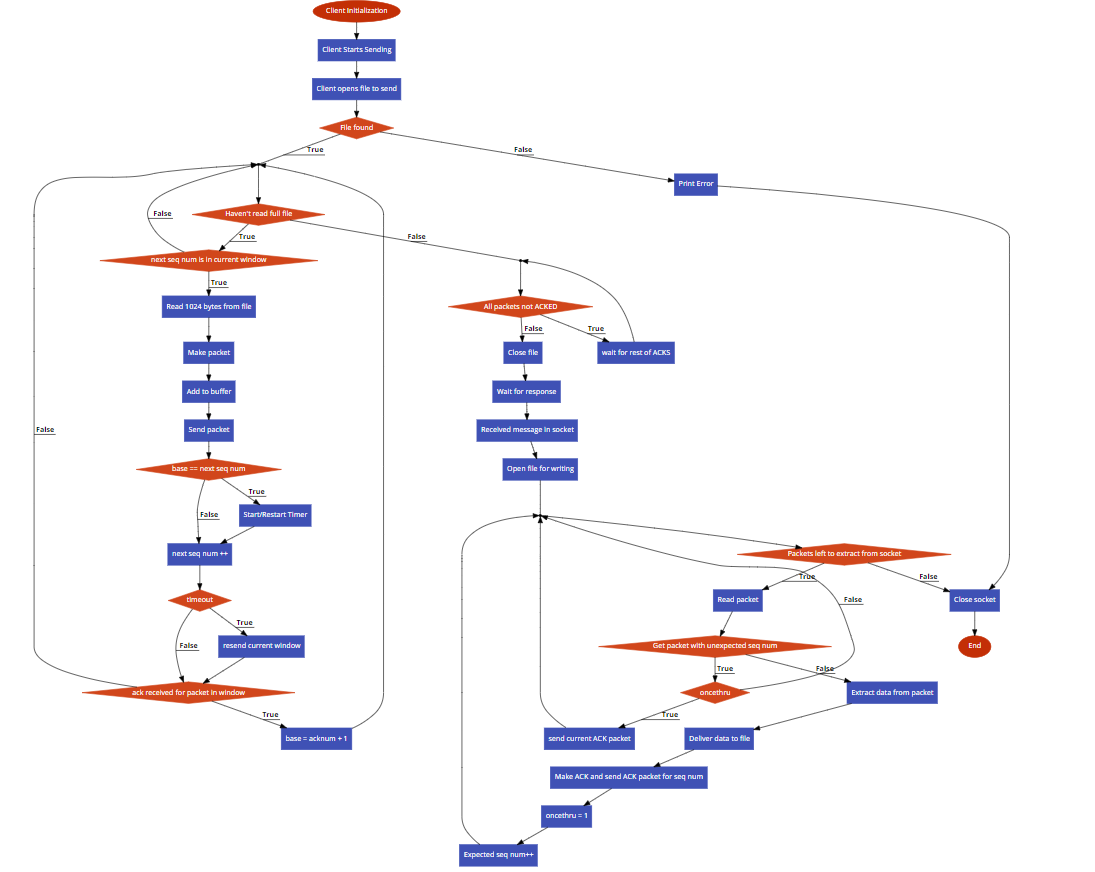 Client Initialization
Client Starts Sending
Client opens file to send
File found
True
False
Print Error
Haven't read full file
False
True
False
next seq num is in current window
True
Read 1024 bytes from file
All packets not ACKED
False
True
Make packet
Close file
wait for rest of ACKS
Add to buffer
Wait for response
Send packet
Received message in socket
False
base == next seq num
Open file for writing
True
False
Start/Restart Timer
next seq num ++
Packets left to extract from socket
True
False
timeout
Read packet
False
Close socket
True
False
resend current window
Get packet with unexpected seq num
End
True
False
ack received for packet in window
oncethru
Extract data from packet
True
True
base = acknum + 1
send current ACK packet
Deliver data to file
Make ACK and send ACK packet for seq num
oncethru = 1
Expected seq num++